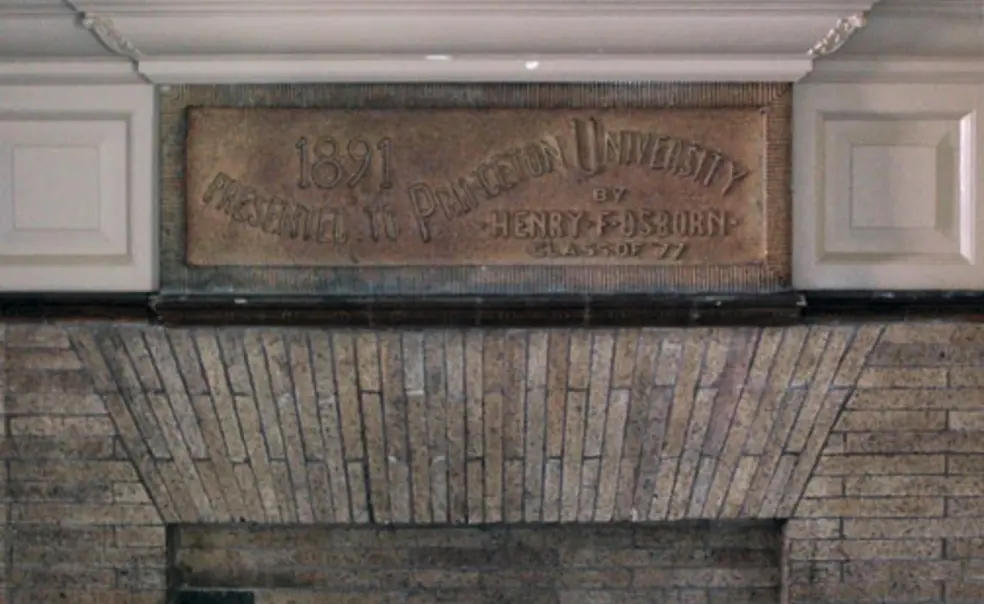 1891
PRESENTED TO PRINCETON UNIVERSITY
BY
HENRY·F·OSBORN·
CLASS OF '77